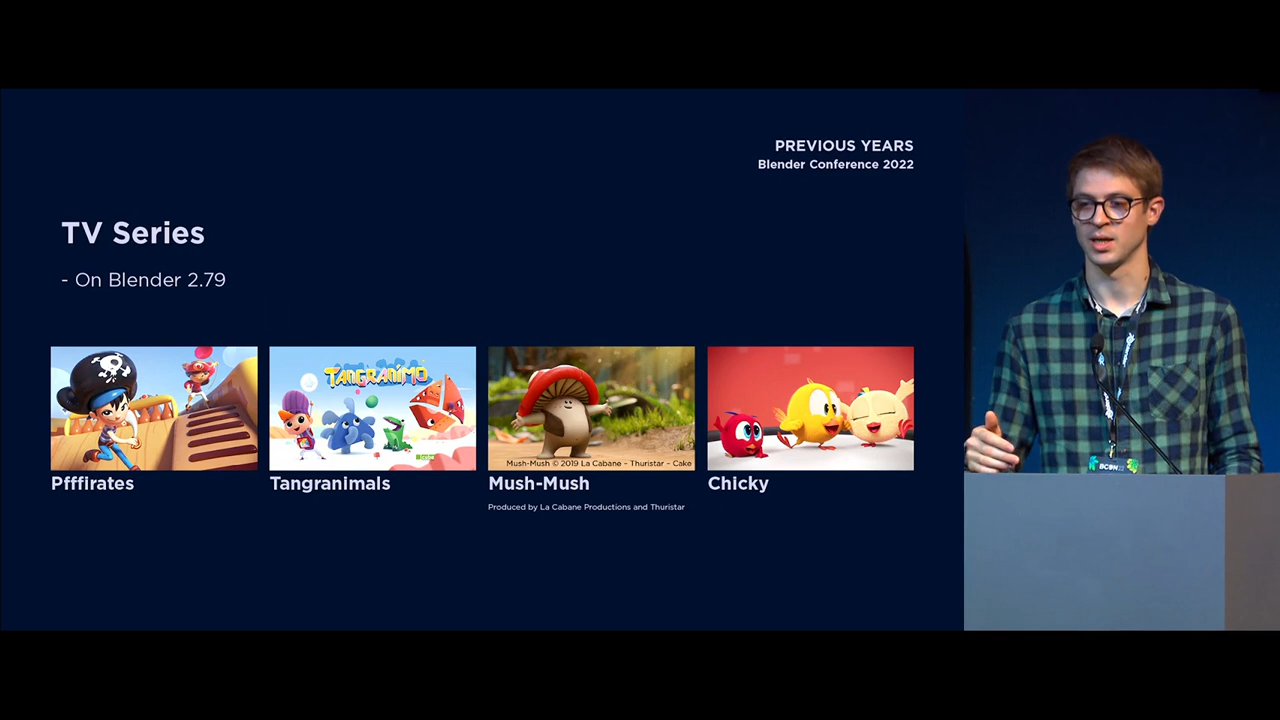 PREVIOUS YEARS
Blender Conference 2022
TV Series
- On Blender 2.79
TANGRANIMO
Mush-Mush © 2019 La Cabane - Thuristar - Cake
Pfffirates
Tangranimals
Mush-Mush
Chicky
Produced by La Cabane Productions and Thuristar
BCON22